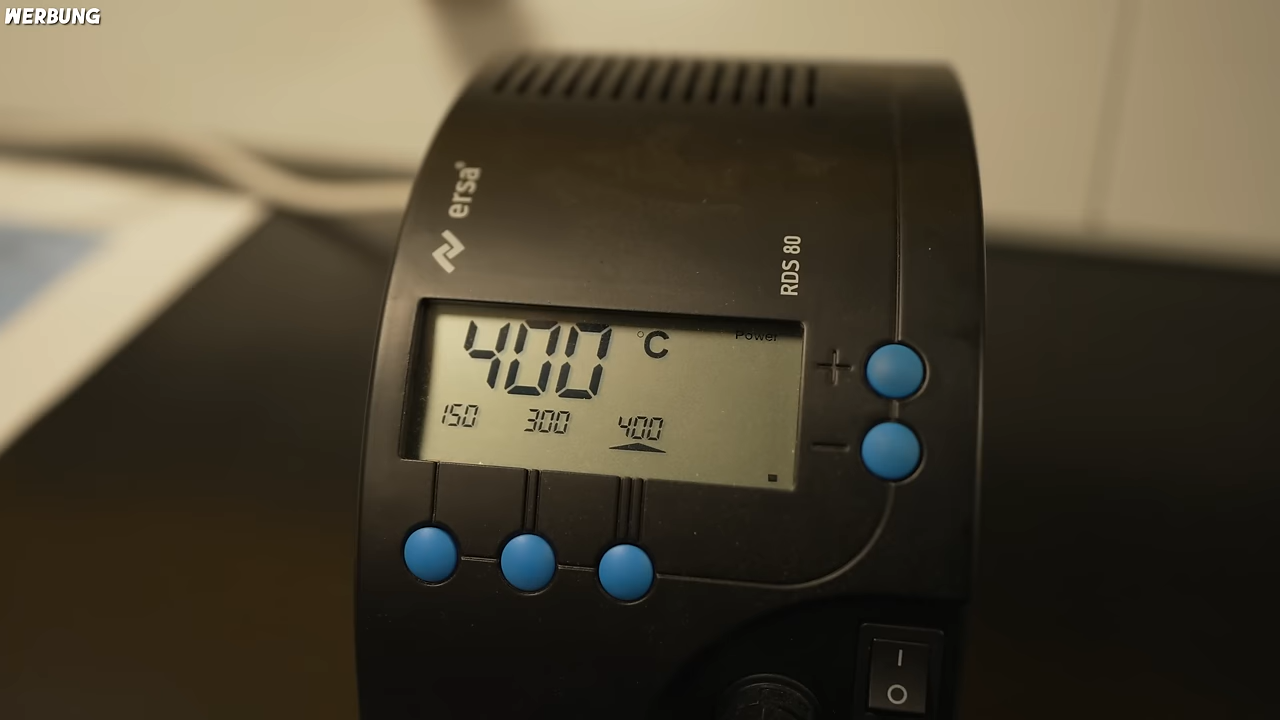 WERBUNG
ersa
RDS 80
400 °C
Power
150 300 400
+
-
I
O